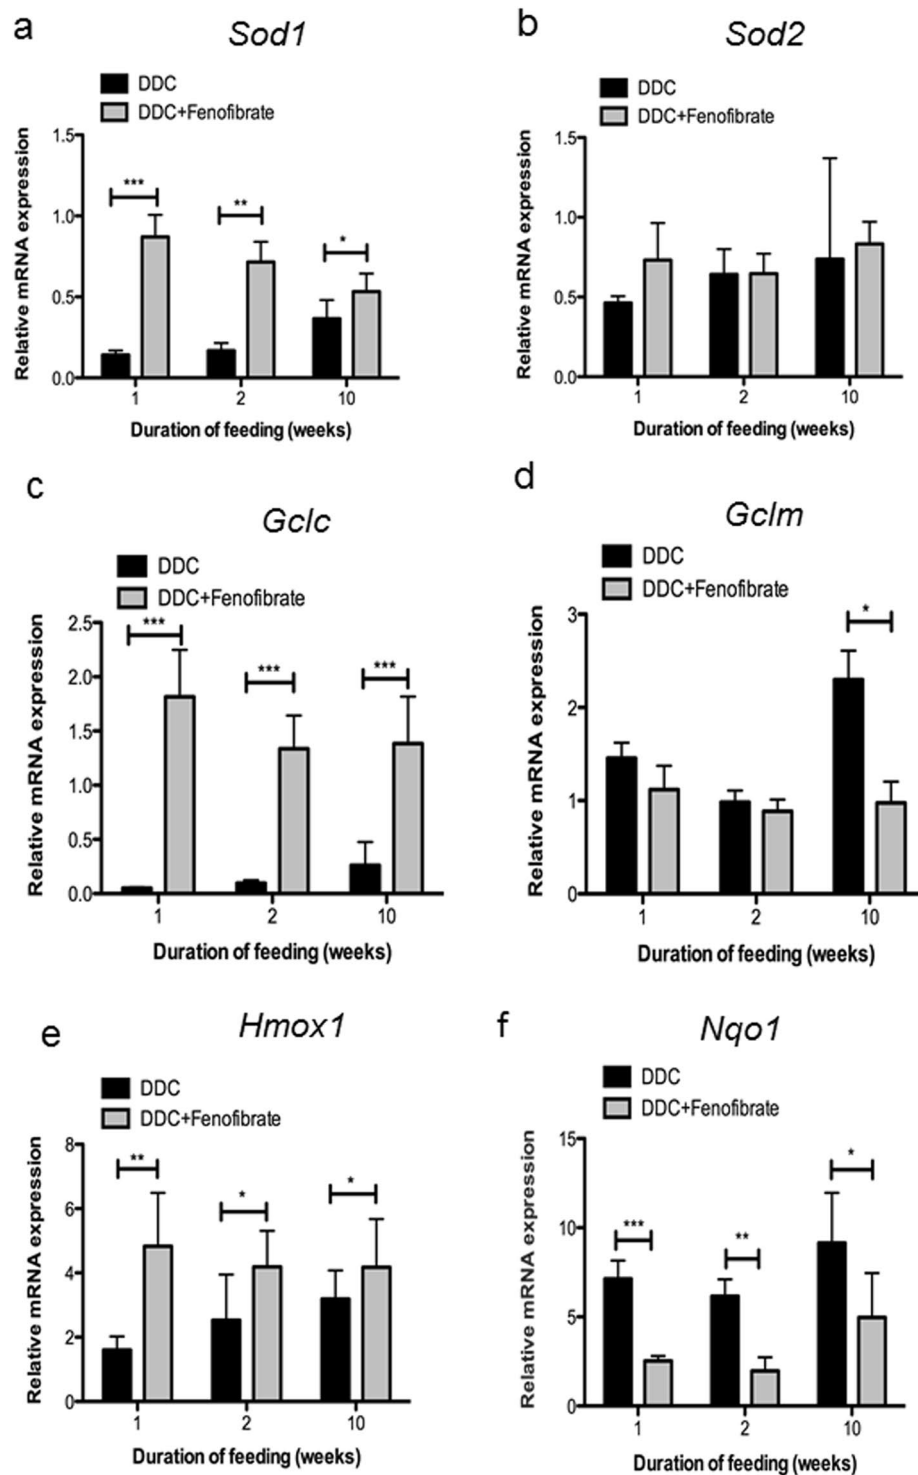 a
Sod1
DDC
DDC+Fenofibrate
Relative mRNA expression
1.5
1.0
0.5
0.0
***
**
*
1 2 10
Duration of feeding (weeks)
b
Sod2
DDC
DDC+Fenofibrate
Relative mRNA expression
1.5
1.0
0.5
0.0
1 2 10
Duration of feeding (weeks)
c
Gclc
DDC
DDC+Fenofibrate
Relative mRNA expression
2.5
2.0
1.5
1.0
0.5
0.0
***
***
***
1 2 10
Duration of feeding (weeks)
d
Gclm
DDC
DDC+Fenofibrate
Relative mRNA expression
3
2
1
0
*
1 2 10
Duration of feeding (weeks)
e
Hmox1
DDC
DDC+Fenofibrate
Relative mRNA expression
8
6
4
2
0
**
*
*
1 2 10
Duration of feeding (weeks)
f
Nqo1
DDC
DDC+Fenofibrate
Relative mRNA expression
15
10
5
0
***
**
*
1 2 10
Duration of feeding (weeks)